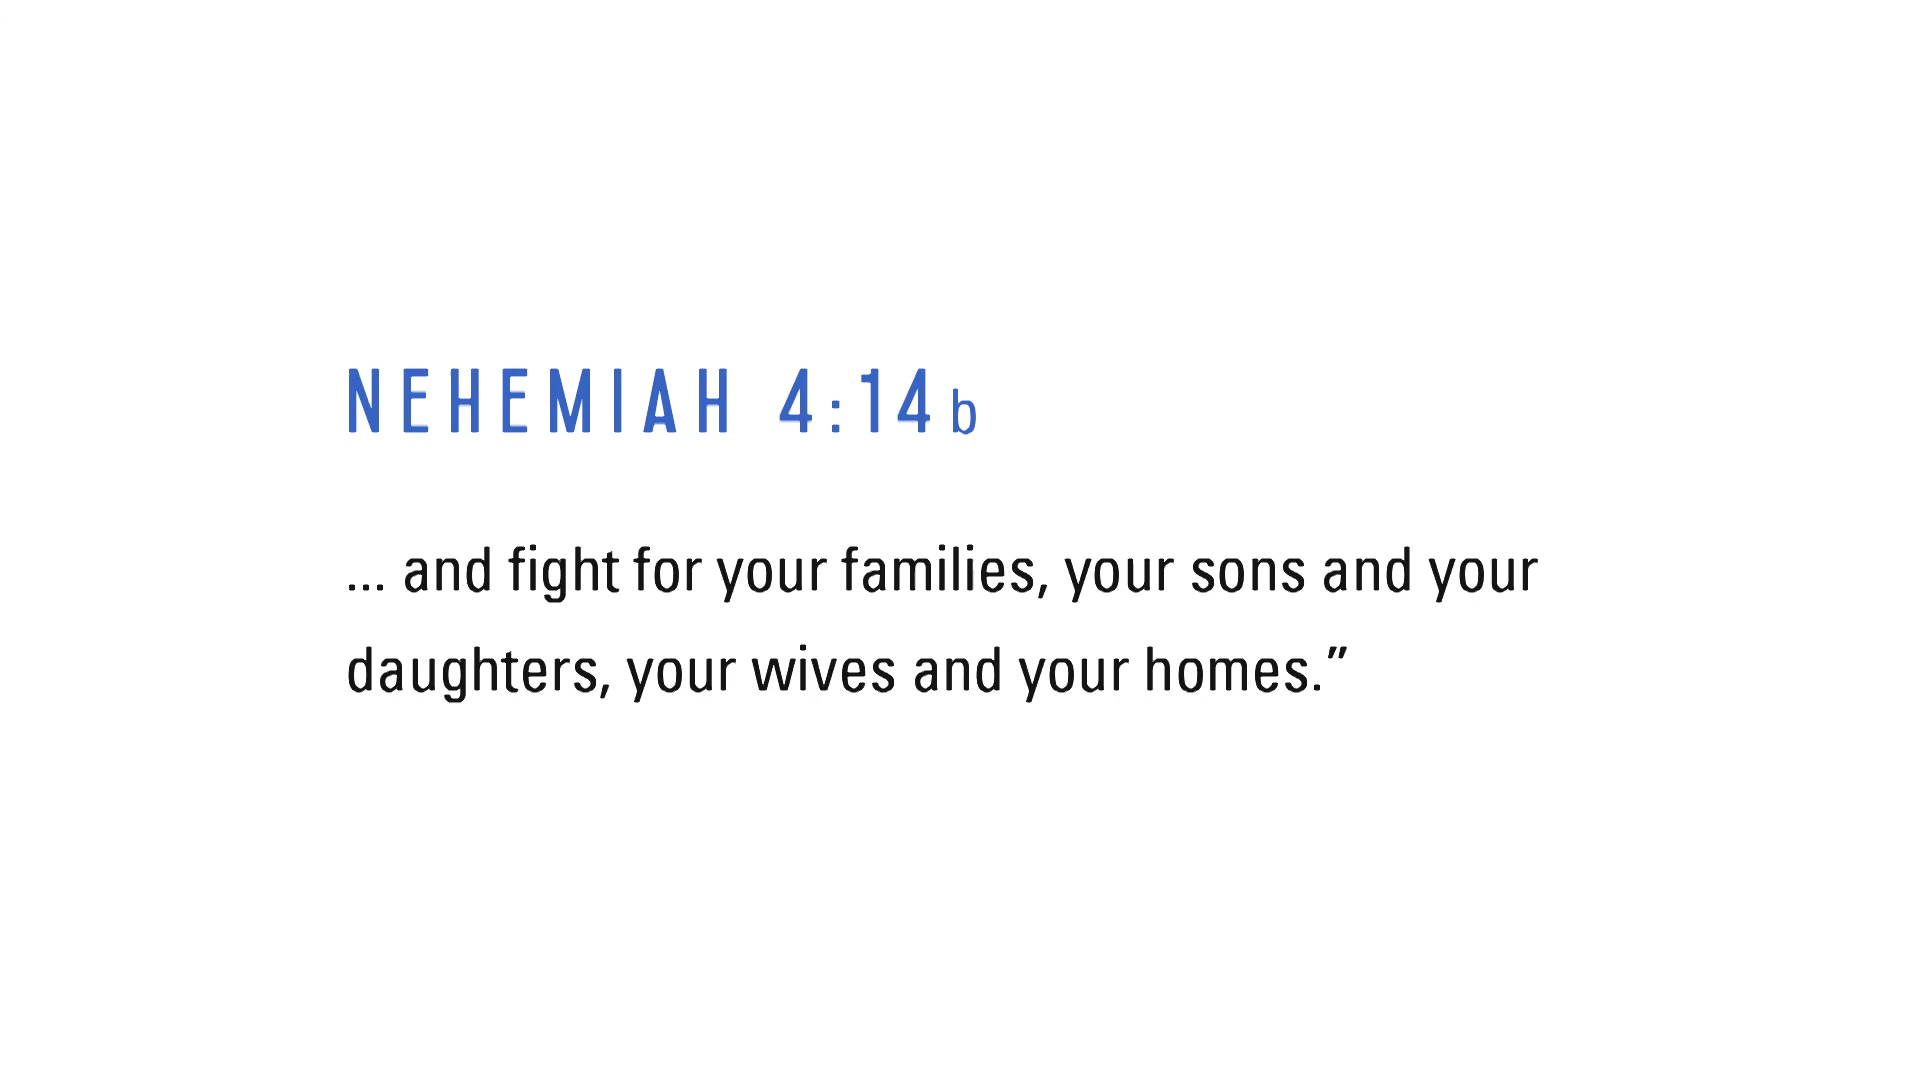 NEHEMIAH 4:14b
... and fight for your families, your sons and your
daughters, your wives and your homes.”